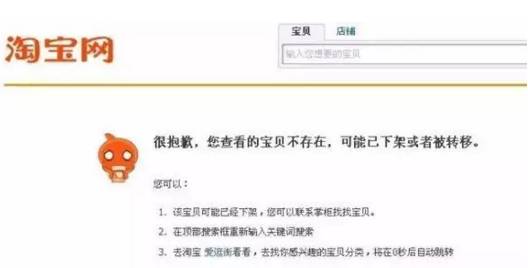 宝贝 店铺
淘宝网
输入您想要的宝贝
很抱歉，您查看的宝贝不存在，可能已下架或者被转移。
您可以：
1. 该宝贝可能已经下架，您可以联系掌柜找找宝贝。
2. 在顶部搜索框重新输入关键词搜索
3. 去淘宝 爱逛街看看，去找你感兴趣的宝贝分类，将在0秒后自动跳转